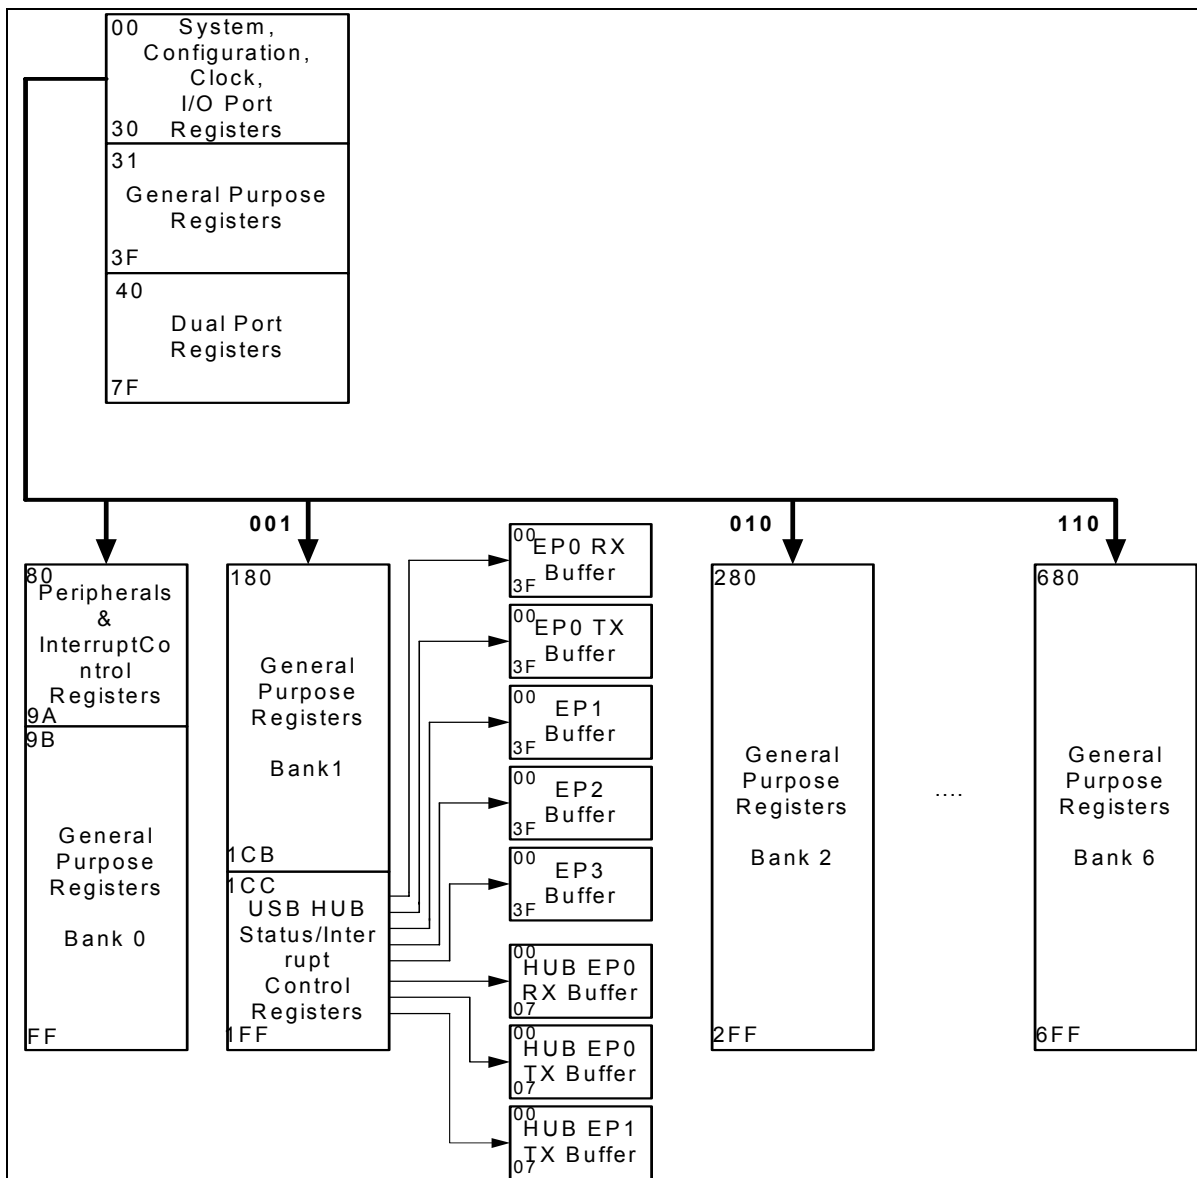 00 System,
Configuration,
Clock,
I/O Port
30 Registers
31
General Purpose
Registers
3F
40
Dual Port
Registers
7F
001
010
110
80
Peripherals
&
InterruptCo
ntrol
Registers
9A
9B
General
Purpose
Registers
Bank 0
FF
180
General
Purpose
Registers
Bank1
1CB
1CC
USB HUB
Status/Inter
rupt
Control
Registers
1FF
00
EP0 RX
Buffer
3F
00
EP0 TX
Buffer
3F
00
EP1
Buffer
3F
00
EP2
Buffer
3F
00
EP3
Buffer
3F
00
HUB EP0
RX Buffer
07
00
HUB EP0
TX Buffer
07
00
HUB EP1
TX Buffer
07
280
General
Purpose
Registers
Bank 2
2FF
....
680
General
Purpose
Registers
Bank 6
6FF